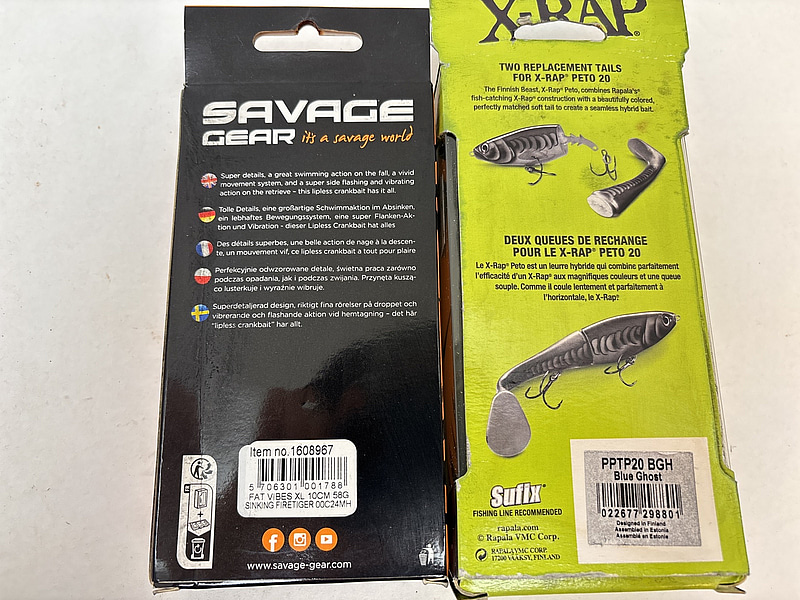 SAVAGE
GEAR it's a savage world
Super details, a great swimming action on the fall, a vivid
movement system, and a super side flashing and vibrating
action on the retrieve – this lipless crankbait has it all.
Tolle Details, eine großartige Schwimmaktion im Absinken,
ein lebhaftes Bewegungssystem, eine super Flanken-Ak-
tion und Vibration - dieser Lipless Crankbait hat alles
Des détails superbes, une belle action de nage à la descen-
te, un mouvement vif, ce lipless crankbait a tout pour plaire
Perfekcyjnie odwzorowane detale, świetna praca zarówno
podczas opadania, jak i podczas zwijania. Przynęta kuszą-
co lusterkuje i wyraźnie wibruje.
Superdetaljerad design, riktigt fina rörelser på droppet och
vibrerande och flashande aktion vid hemtagning – det här
"lipless crankbait" har allt.
Item no.1608967
5 706301 001788
FAT VIBES XL 10CM 58G
SINKING FIRETIGER 00C24MH
www.savage-gear.com
X-RAP®
TWO REPLACEMENT TAILS
FOR X-RAP® PETO 20
The Finnish Beast, X-Rap® Peto, combines Rapala's®
fish-catching X-Rap® construction with a beautifully colored,
perfectly matched soft tail to create a seamless hybrid bait.
DEUX QUEUES DE RECHANGE
POUR LE X-RAP® PETO 20
Le X-Rap® Peto est un leurre hybride qui combine parfaitement
l'efficacité d'un X-Rap® aux magnifiques couleurs et une queue
souple. Comme il coule lentement et parfaitement à
l'horizontale, le X-Rap®
Sufix®
FISHING LINE RECOMMENDED
rapala.com
© Rapala VMC Corp.
RAPALA VMC CORP.
17200 VÄÄKSY, FINLAND
PPTP20 BGH
Blue Ghost
022677298801
Designed in Finland
Assembled in Estonia
Assemblé en Estonie